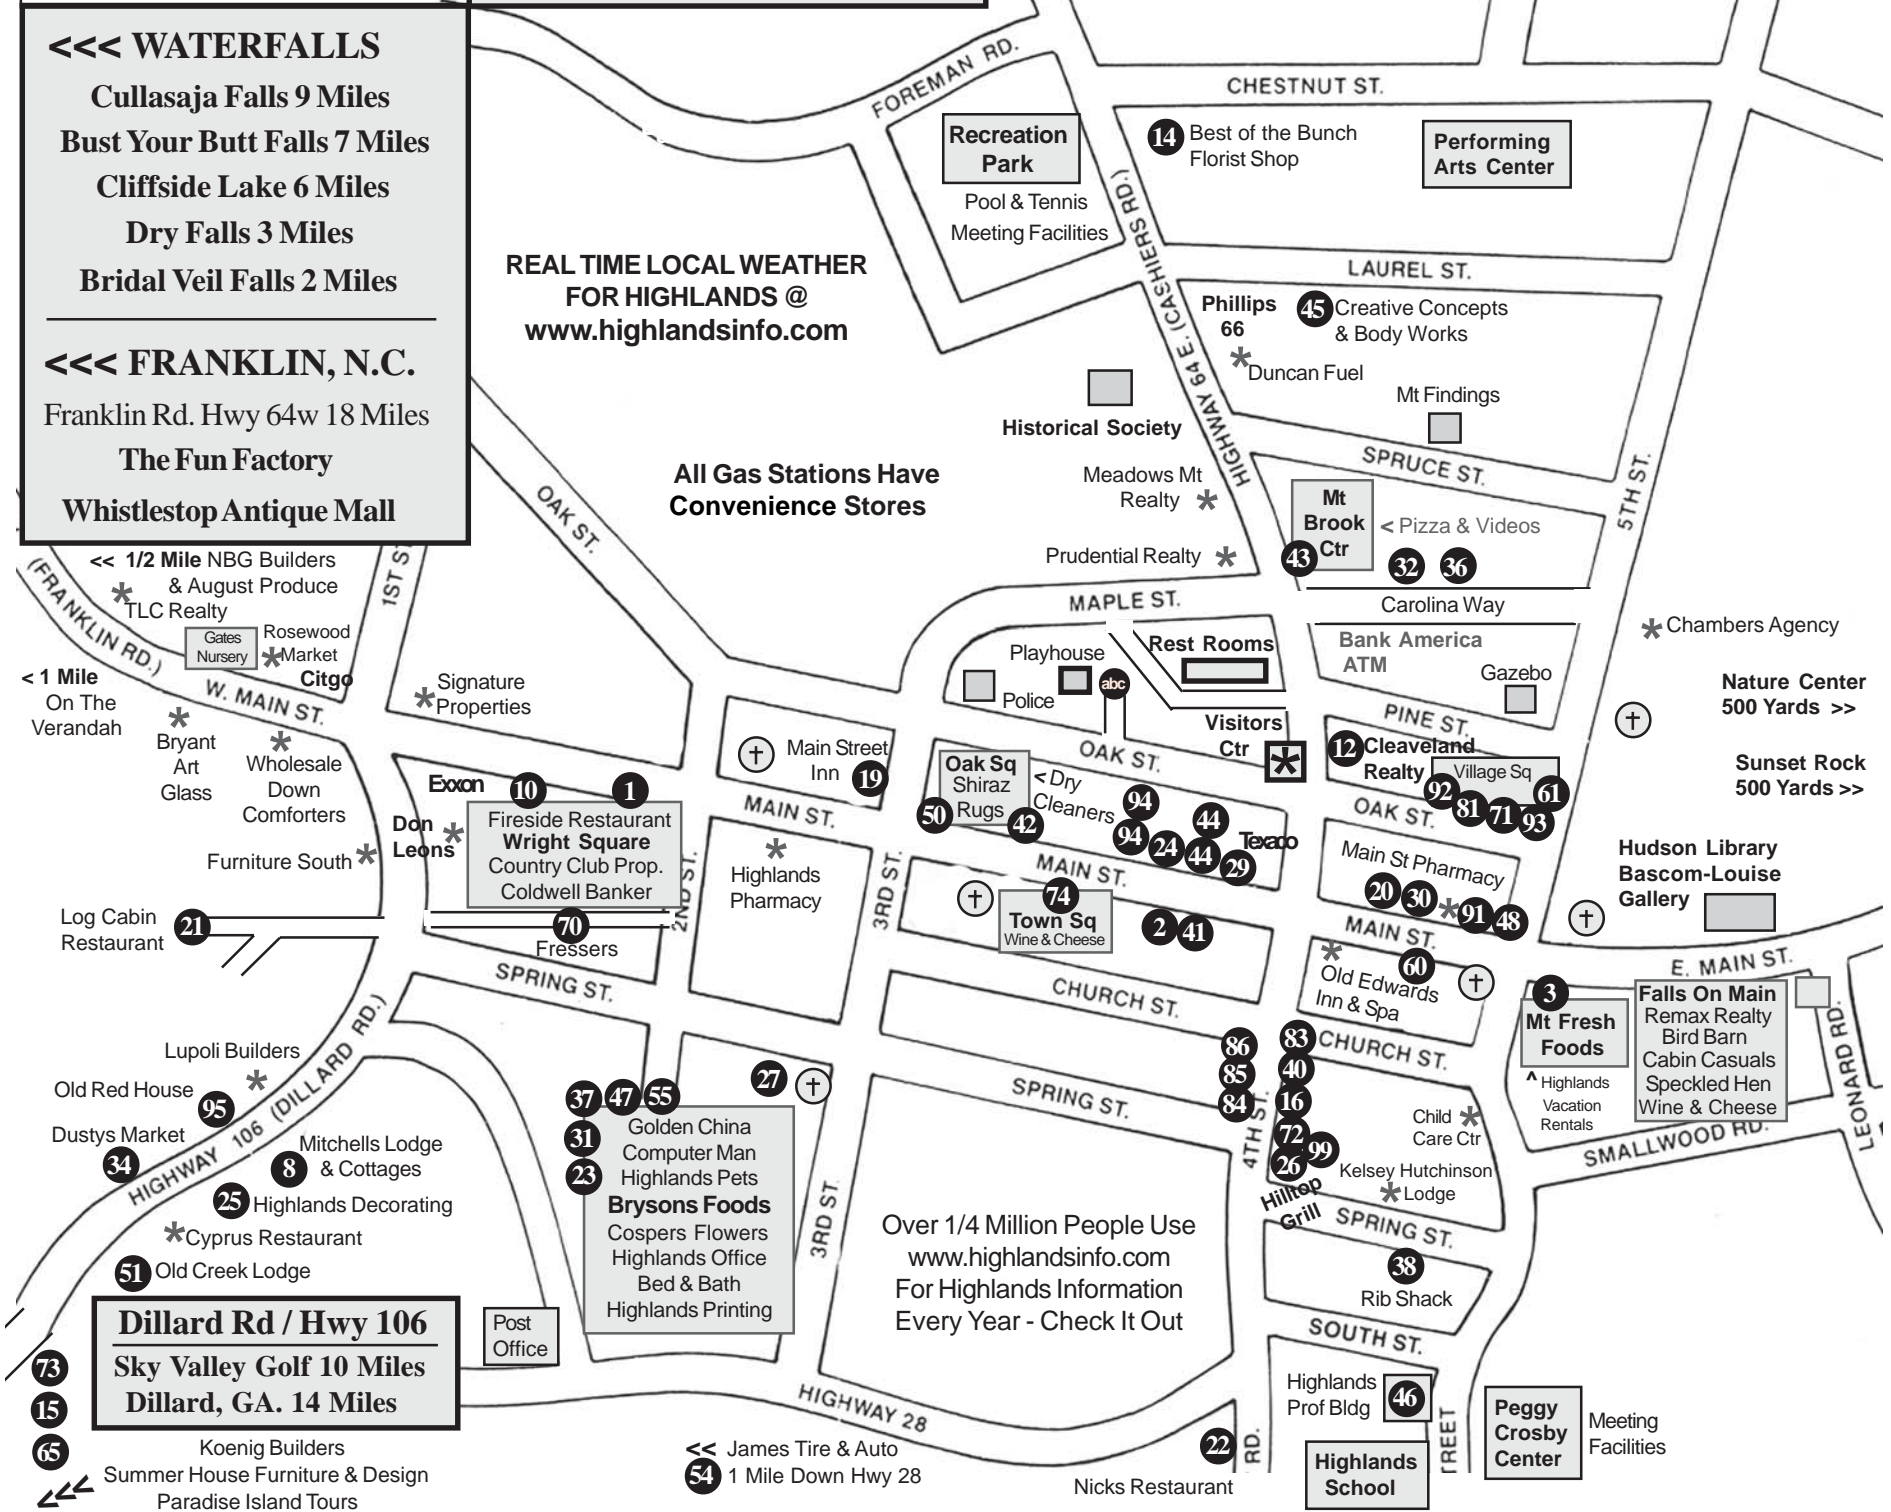 <<< WATERFALLS
Cullasaja Falls 9 Miles
Bust Your Butt Falls 7 Miles
Cliffside Lake 6 Miles
Dry Falls 3 Miles
Bridal Veil Falls 2 Miles
<<< FRANKLIN, N.C.
Franklin Rd. Hwy 64w 18 Miles
The Fun Factory
Whistlestop Antique Mall
FOREMAN RD.
CHESTNUT ST.
Recreation
Park
Pool & Tennis
Meeting Facilities
14
Best of the Bunch
Florist Shop
Performing
Arts Center
HIGHWAY 64 E. (CASHIERS RD.)
REAL TIME LOCAL WEATHER
FOR HIGHLANDS @
www.highlandsinfo.com
LAUREL ST.
Phillips
66
45
Creative Concepts
& Body Works
Duncan Fuel
Mt Findings
Historical Society
SPRUCE ST.
5TH ST.
All Gas Stations Have
Convenience Stores
Meadows Mt
Realty
Prudential Realty
Mt
Brook
Ctr
43
< Pizza & Videos
32
36
Carolina Way
OAK ST.
1ST ST
<< 1/2 Mile NBG Builders
& August Produce
TLC Realty
(FRANKLIN RD.)
Gates
Nursery
Rosewood
Market
Citgo
W. MAIN ST.
< 1 Mile
On The
Verandah
Bryant
Art
Glass
Wholesale
Down
Comforters
Signature
Properties
MAPLE ST.
Playhouse
Rest Rooms
abc
Police
Bank America
ATM
Gazebo
Chambers Agency
Nature Center
500 Yards >>
Sunset Rock
500 Yards >>
PINE ST.
Visitors
Ctr
OAK ST.
12
Cleaveland
Realty
Village Sq
92
81
71
93
61
OAK ST.
Main Street
Inn
19
MAIN ST.
Oak Sq
Shiraz
Rugs
50
42
< Dry
Cleaners
94
94
24
44
44
29
Texaco
MAIN ST.
Exxon
10
1
Don
Leons
Fireside Restaurant
Wright Square
Country Club Prop.
Coldwell Banker
70
Fressers
Furniture South
Log Cabin
Restaurant
21
2ND ST.
Highlands
Pharmacy
3RD ST.
74
Town Sq
Wine & Cheese
2
41
Main St Pharmacy
20
30
91
48
MAIN ST.
Hudson Library
Bascom-Louise
Gallery
E. MAIN ST.
60
Old Edwards
Inn & Spa
3
Mt Fresh
Foods
^ Highlands
Vacation
Rentals
Falls On Main
Remax Realty
Bird Barn
Cabin Casuals
Speckled Hen
Wine & Cheese
LEONARD RD.
SMALLWOOD RD.
SPRING ST.
CHURCH ST.
CHURCH ST.
SPRING ST.
86
85
84
83
40
16
72
99
26
4TH ST.
Hilltop
Grill
Child
Care Ctr
Kelsey Hutchinson
Lodge
SPRING ST.
38
Rib Shack
SOUTH ST.
Lupoli Builders
Old Red House
95
Dustys Market
34
HIGHWAY 106 (DILLARD RD.)
Mitchells Lodge
& Cottages
8
25
Highlands Decorating
Cyprus Restaurant
51
Old Creek Lodge
27
37
47
55
31
23
Golden China
Computer Man
Highlands Pets
Brysons Foods
Cospers Flowers
Highlands Office
Bed & Bath
Highlands Printing
3RD ST.
Over 1/4 Million People Use
www.highlandsinfo.com
For Highlands Information
Every Year - Check It Out
Dillard Rd / Hwy 106
Sky Valley Golf 10 Miles
Dillard, GA. 14 Miles
Post
Office
73
15
65
Koenig Builders
Summer House Furniture & Design
Paradise Island Tours
HIGHWAY 28
<< James Tire & Auto
54
1 Mile Down Hwy 28
22
Nicks Restaurant
RD.
Highlands
Prof Bldg
46
Highlands
School
TREET
Peggy
Crosby
Center
Meeting
Facilities